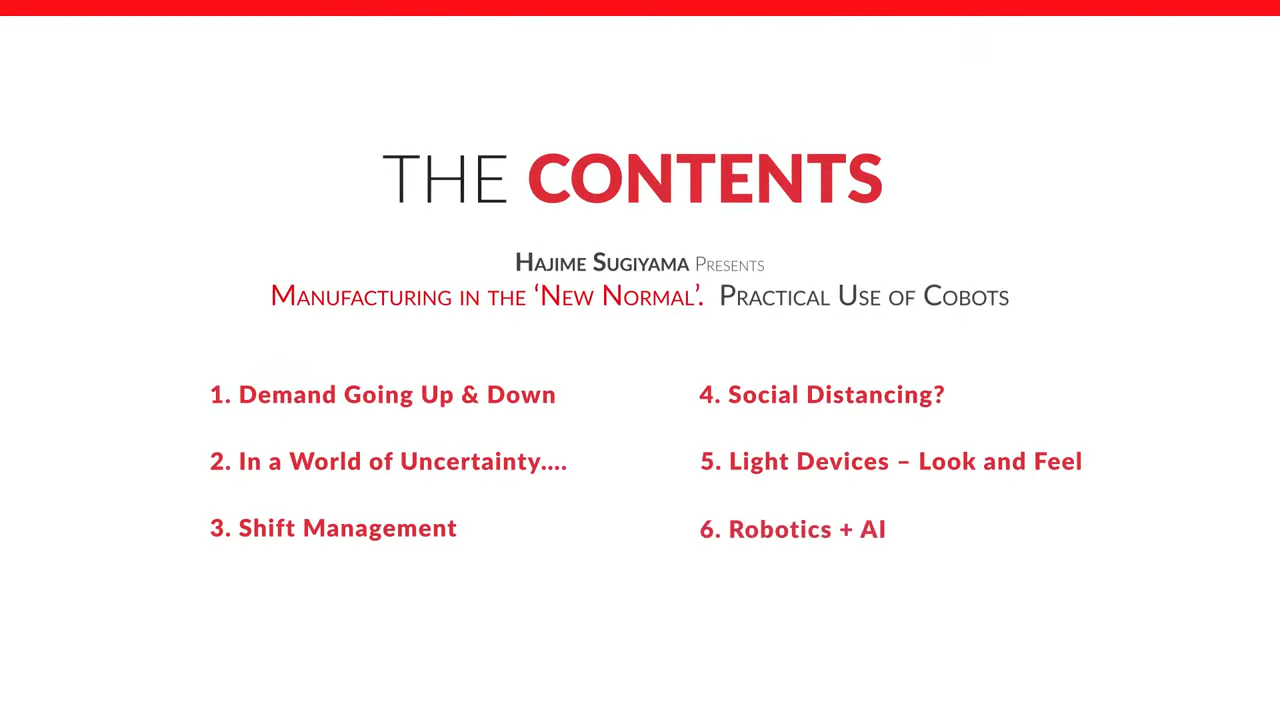 THE CONTENTS
Hajime Sugiyama Presents
Manufacturing in the ‘New Normal’. Practical Use of Cobots
1. Demand Going Up & Down
2. In a World of Uncertainty....
3. Shift Management
4. Social Distancing?
5. Light Devices – Look and Feel
6. Robotics + AI